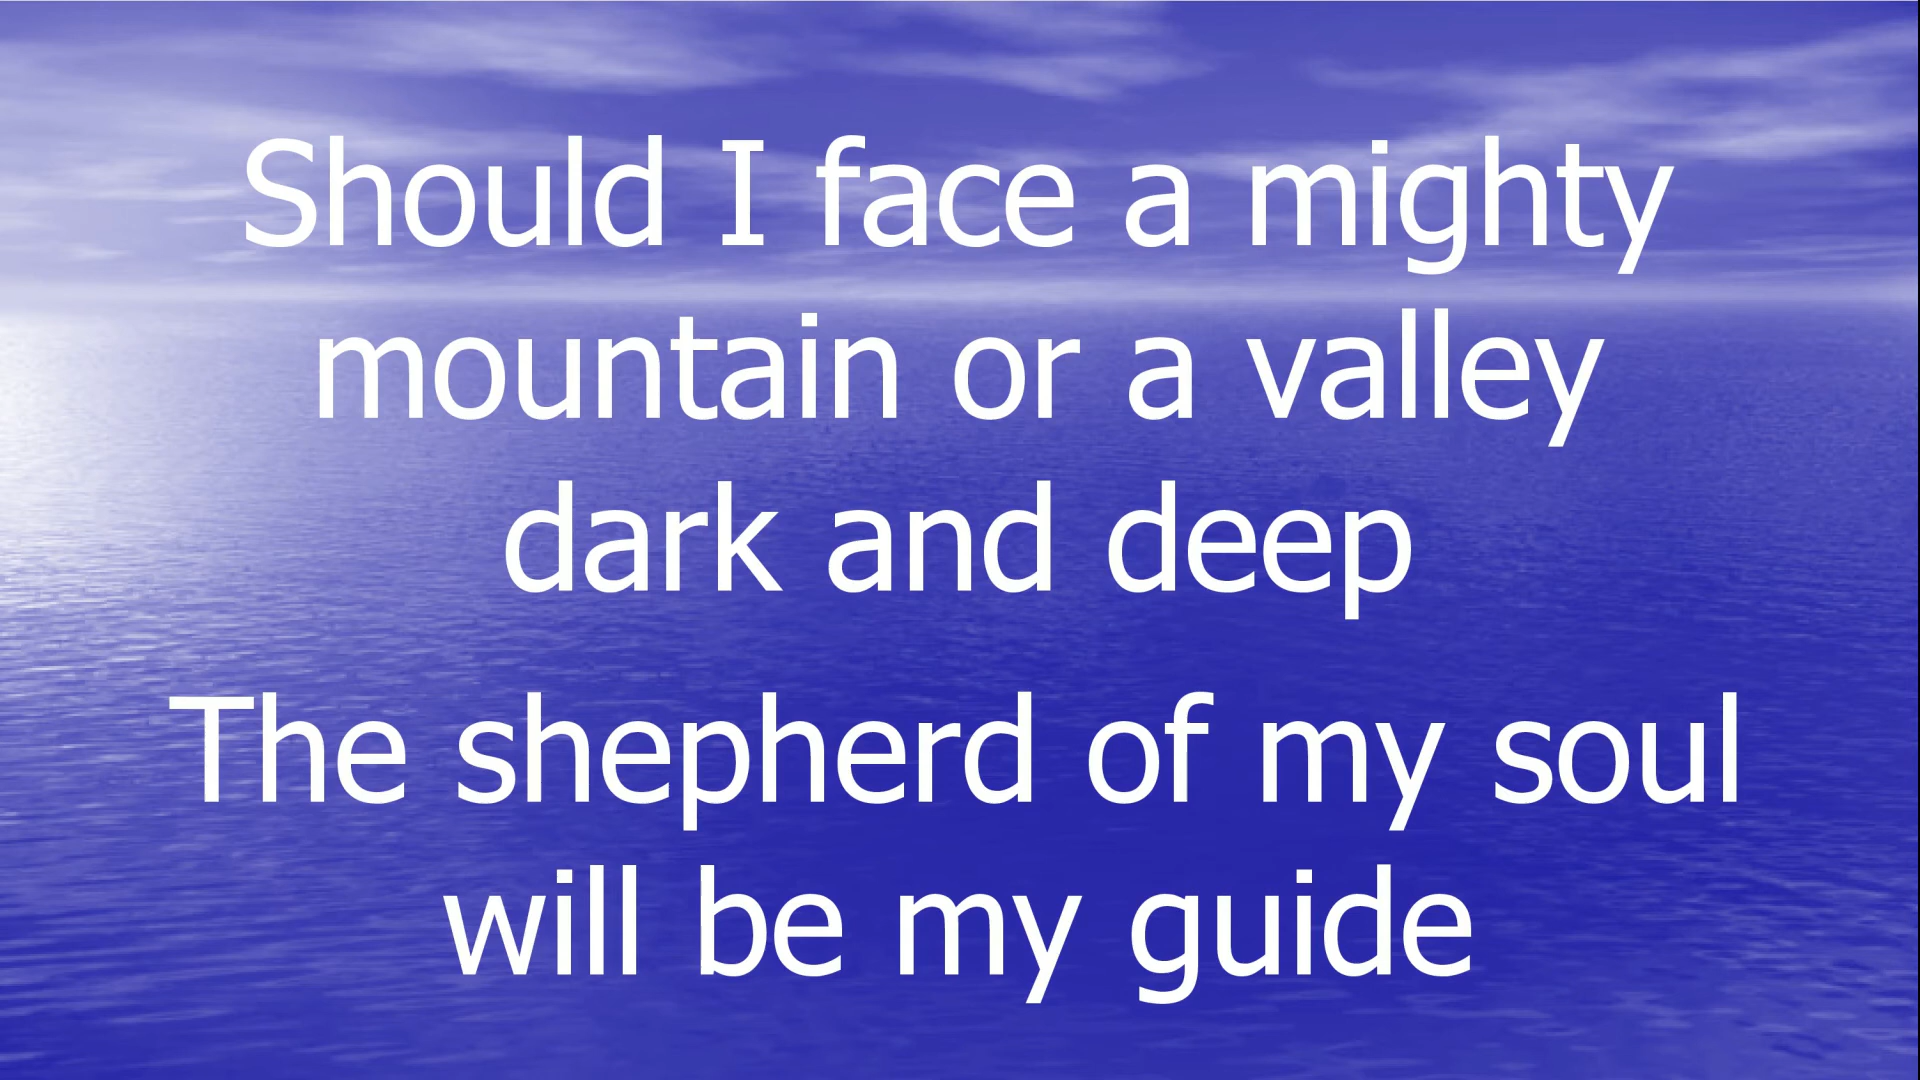 Should I face a mighty
mountain or a valley
dark and deep
The shepherd of my soul
will be my guide